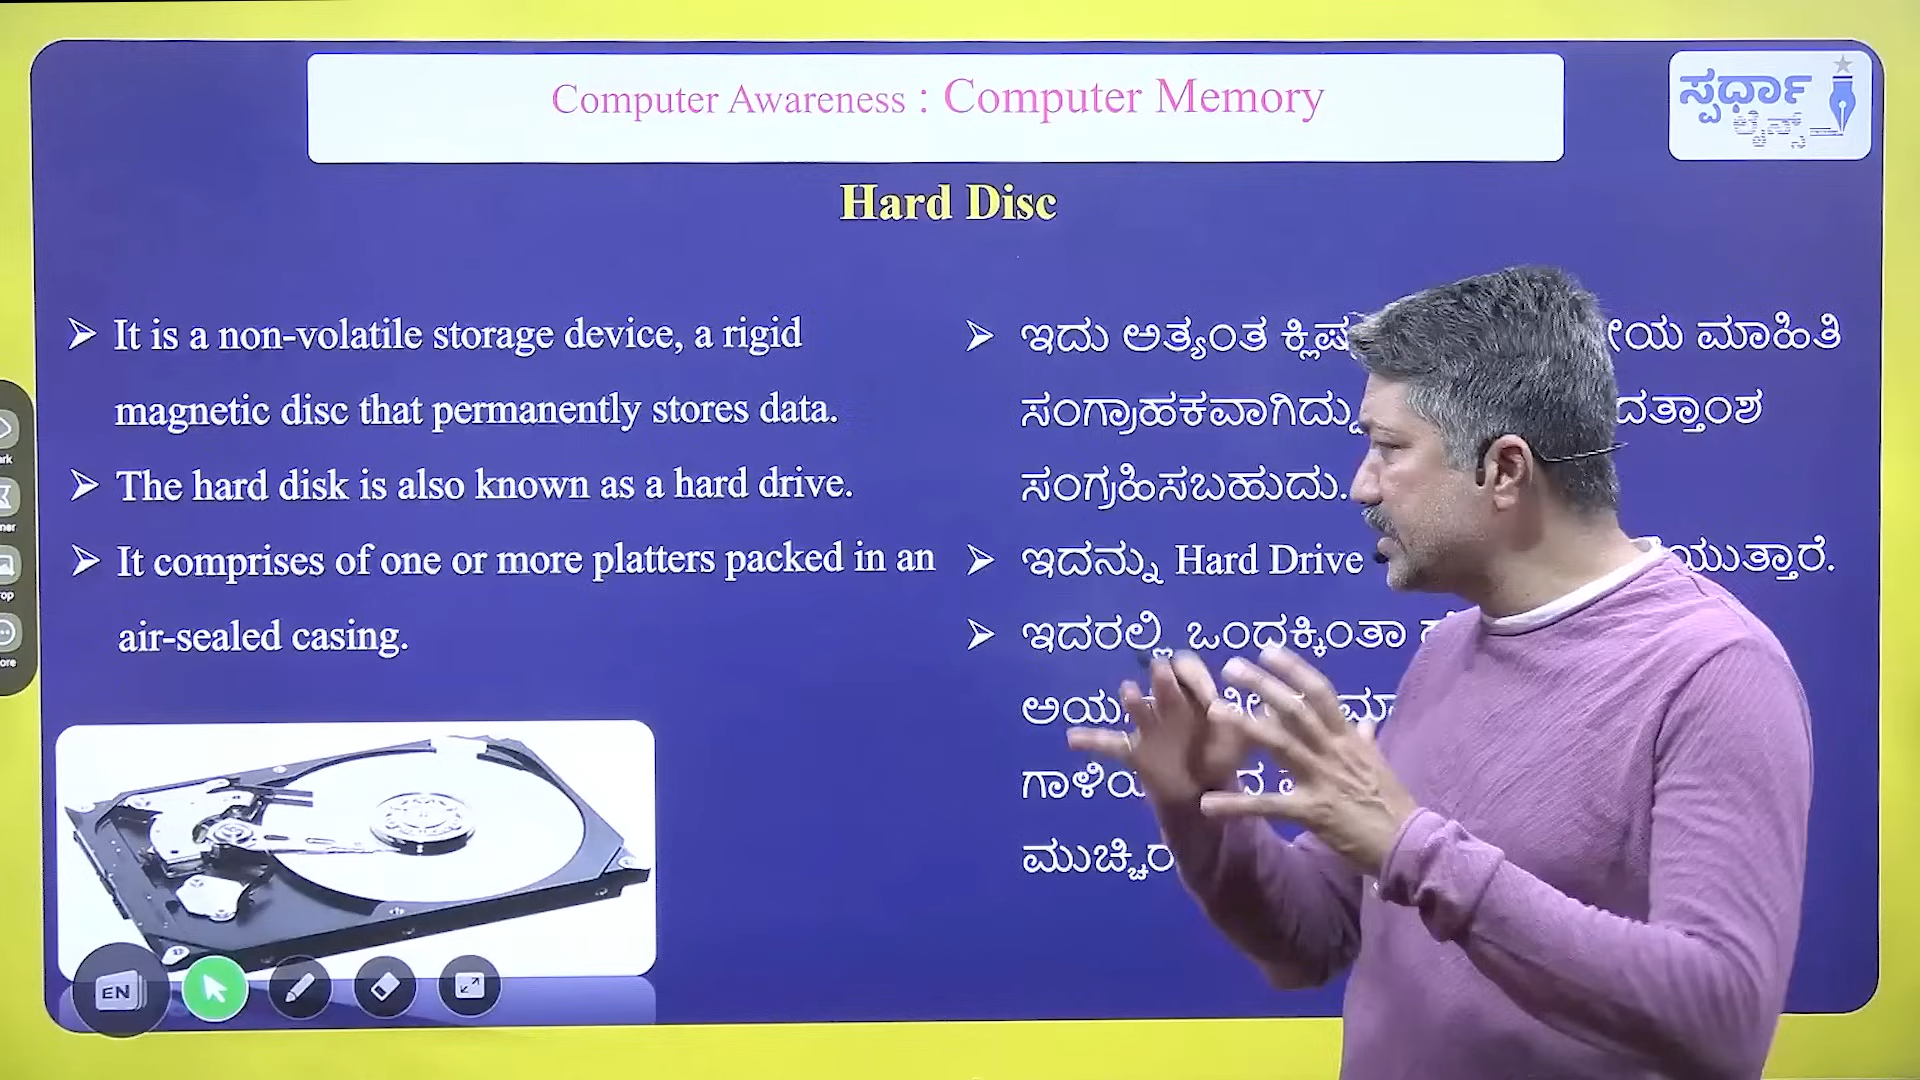 Computer Awareness : Computer Memory
ಸ್ಪರ್ಧಾ
Hard Disc
➢ It is a non-volatile storage device, a rigid
magnetic disc that permanently stores data.
➢ The hard disk is also known as a hard drive.
➢ It comprises of one or more platters packed in an
air-sealed casing.
➢ ಇದು ಅತ್ಯಂತ ಮಾಹಿತಿ
ಸಂಗ್ರಾಹಕವಾಗಿದ್ದು ದತ್ತಾಂಶ
ಸಂಗ್ರಹಿಸಬಹುದು.
➢ ಇದನ್ನು Hard Drive
➢ ಇದರಲ್ಲಿ ಒಂದಕ್ಕಿಂತಾ
EN